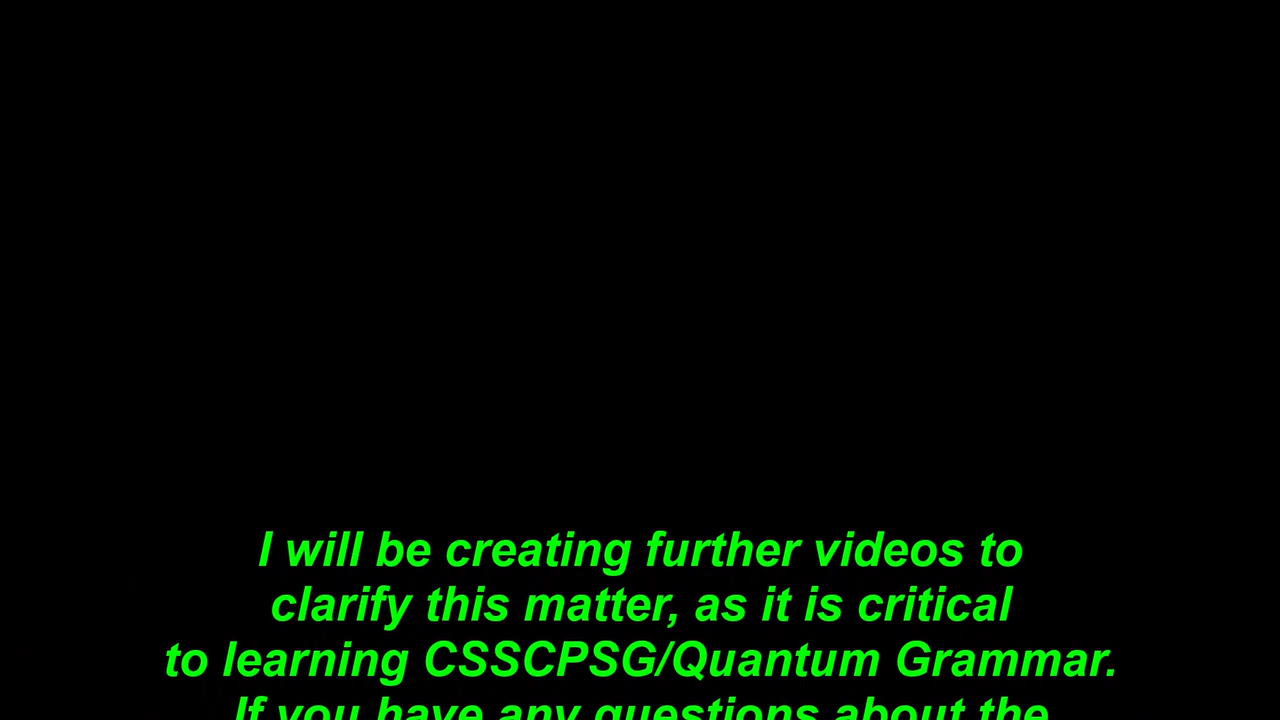 I will be creating further videos to
clarify this matter, as it is critical
to learning CSSCPSG/Quantum Grammar.
If you have any questions about the